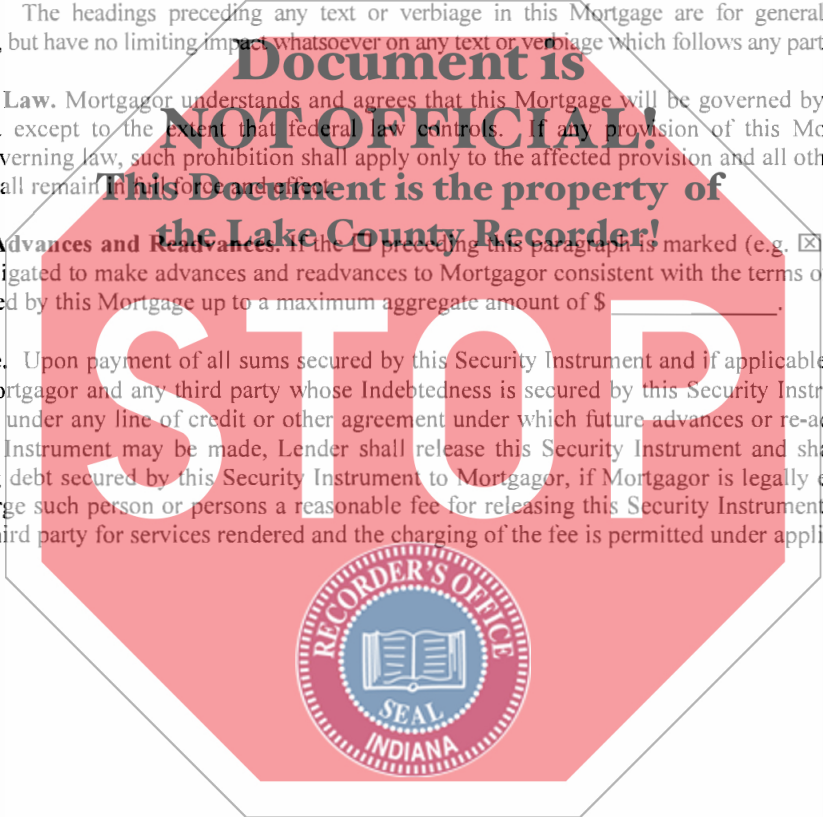 The headings preceding any text or verbiage in this Mortgage are for general
, but have no limiting impact whatsoever on any text or verbiage which follows any part
Document is
Law. Mortgagor understands and agrees that this Mortgage will be governed by
except to the extent that federal law controls. If any provision of this Mo
NOT OFFICIAL!
verning law, such prohibition shall apply only to the affected provision and all oth
all remain in full force and effect.
This Document is the property of
the Lake County Recorder!
Advances and Readvances. If the ☐ preceding this paragraph is marked (e.g. ☒
igated to make advances and readvances to Mortgagor consistent with the terms o
ed by this Mortgage up to a maximum aggregate amount of $ ____________.
STOP
e. Upon payment of all sums secured by this Security Instrument and if applicable
ortgagor and any third party whose Indebtedness is secured by this Security Instr
under any line of credit or other agreement under which future advances or re-ad
Instrument may be made, Lender shall release this Security Instrument and sha
debt secured by this Security Instrument to Mortgagor, if Mortgagor is legally e
rge such person or persons a reasonable fee for releasing this Security Instrument
ird party for services rendered and the charging of the fee is permitted under appli
RECORDER'S OFFICE
SEAL
INDIANA